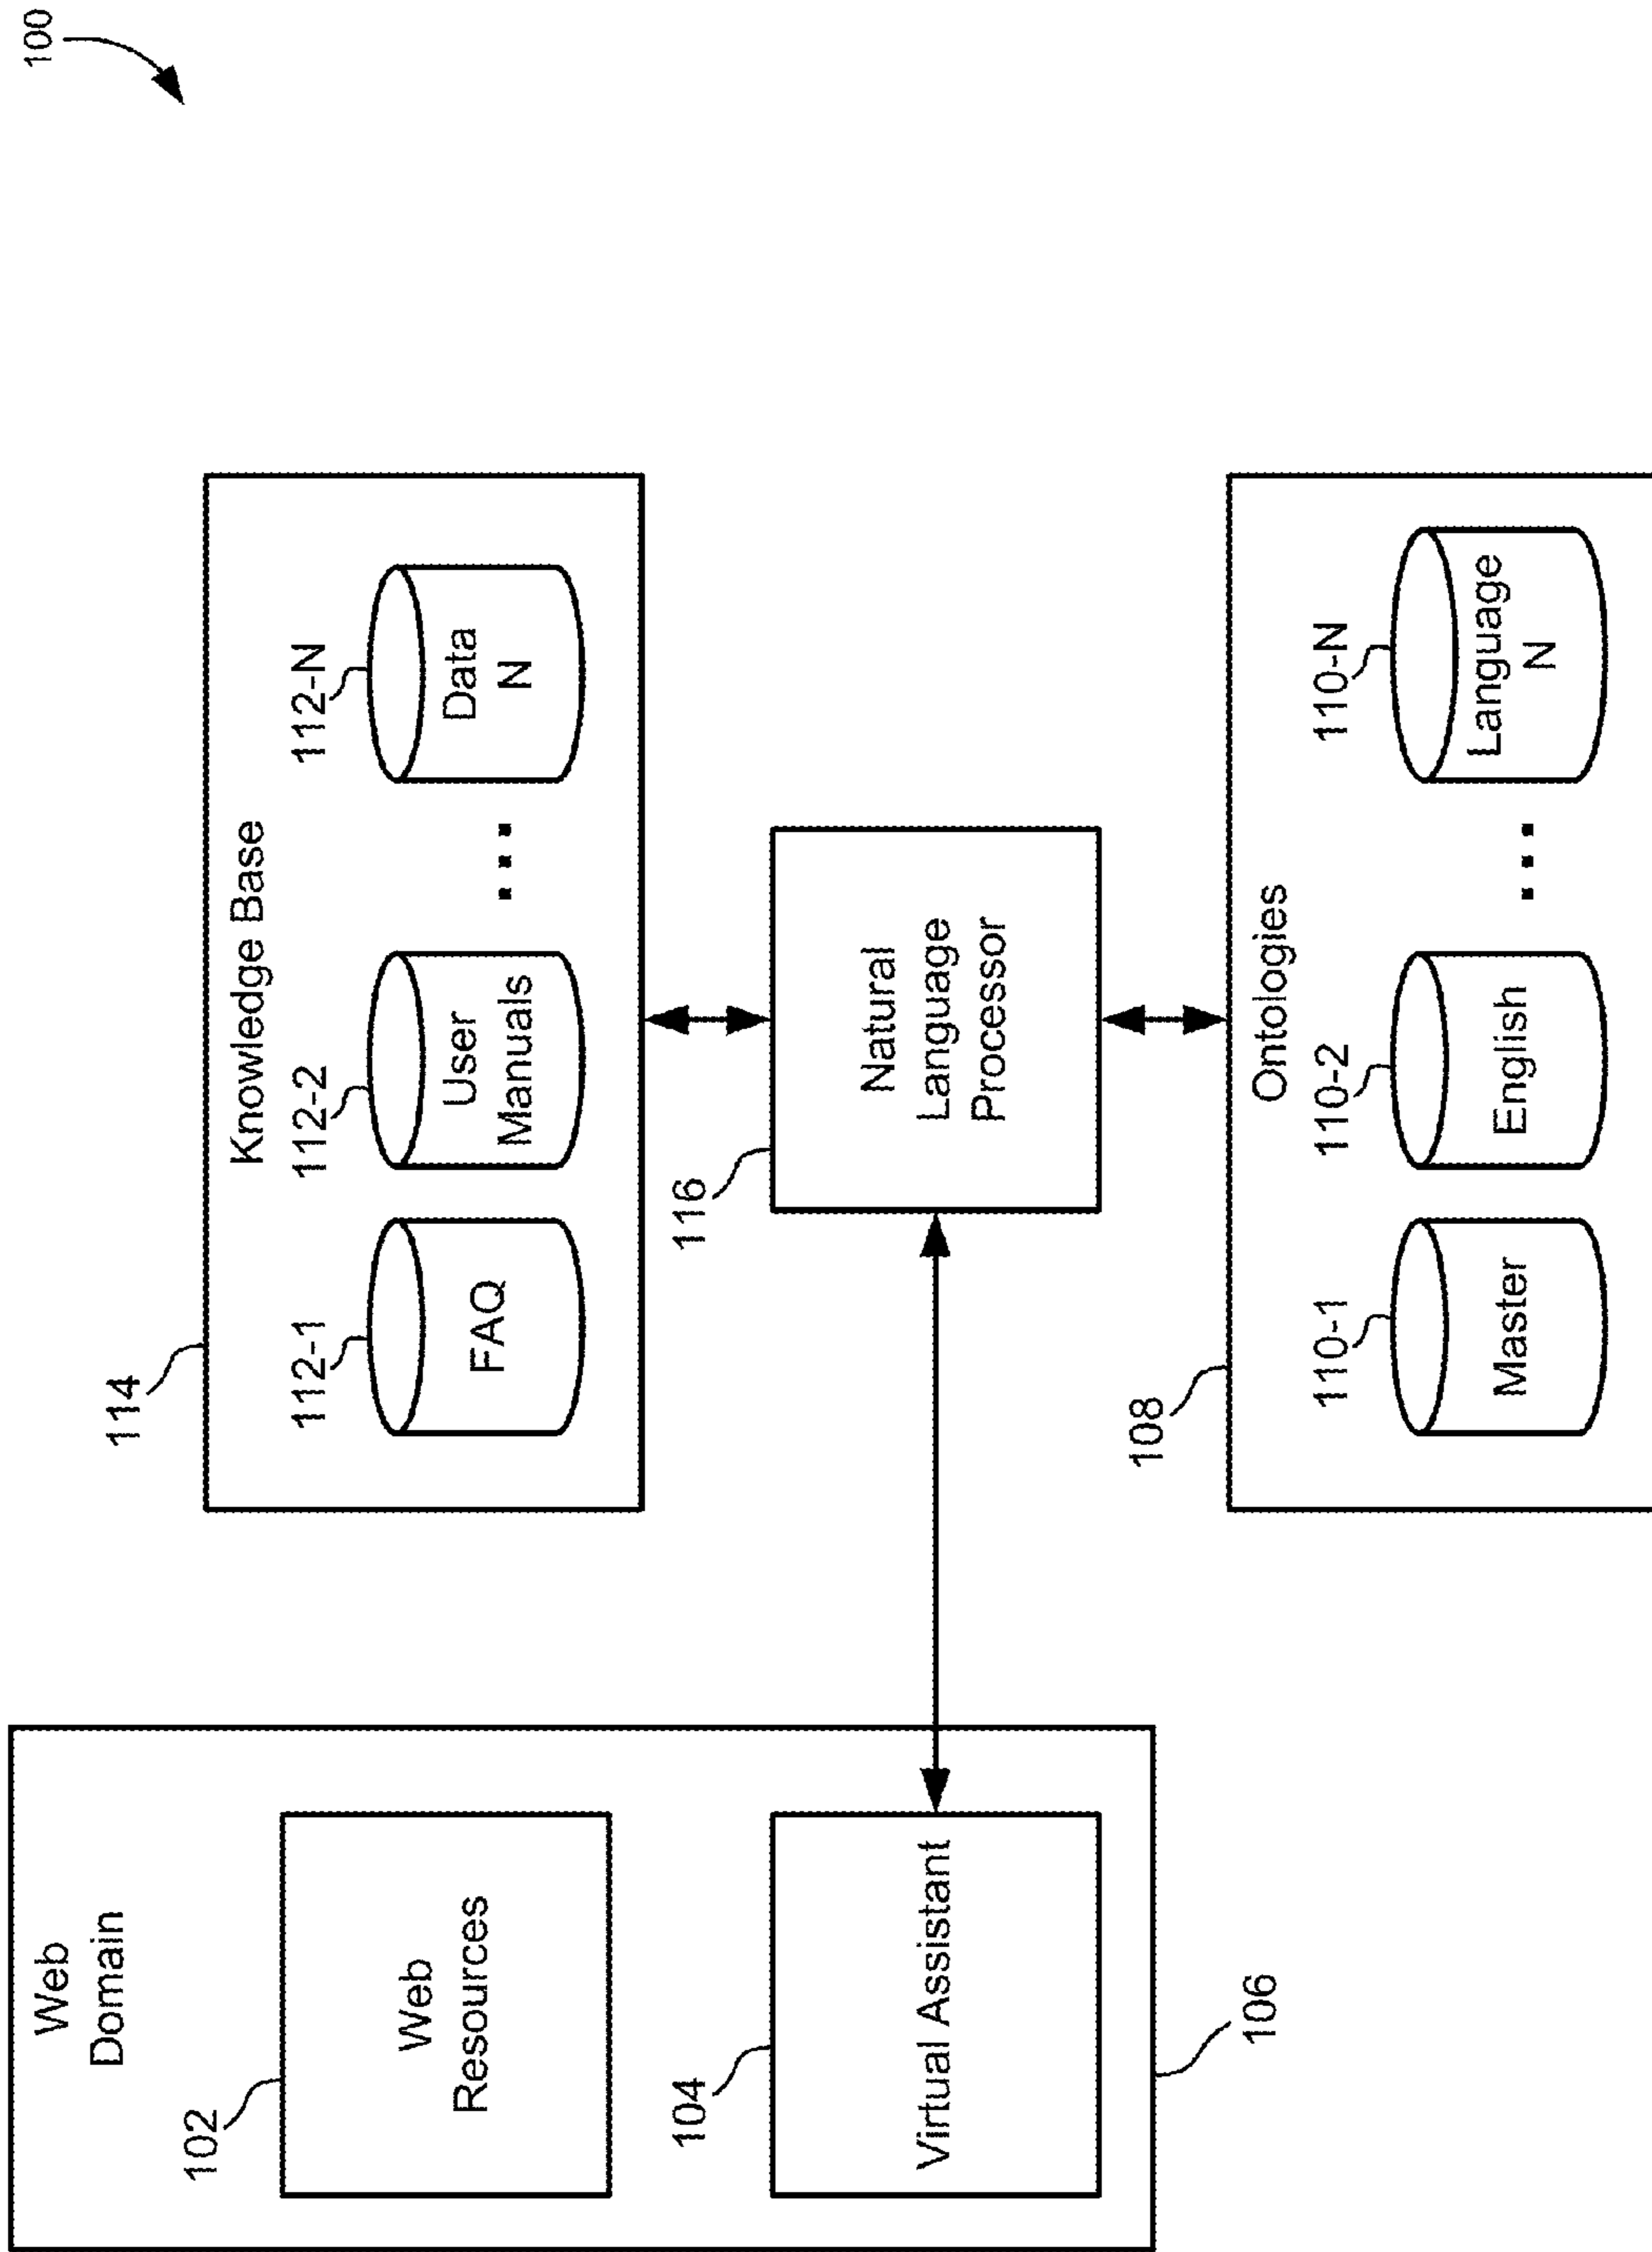 100
Web
Domain
102
Web
Resources
104
Virtual Assistant
106
114
Knowledge Base
112-1
FAQ
112-2
User
Manuals
...
112-N
Data
N
116
Natural
Language
Processor
108
Ontologies
110-1
Master
110-2
English
...
110-N
Language
N